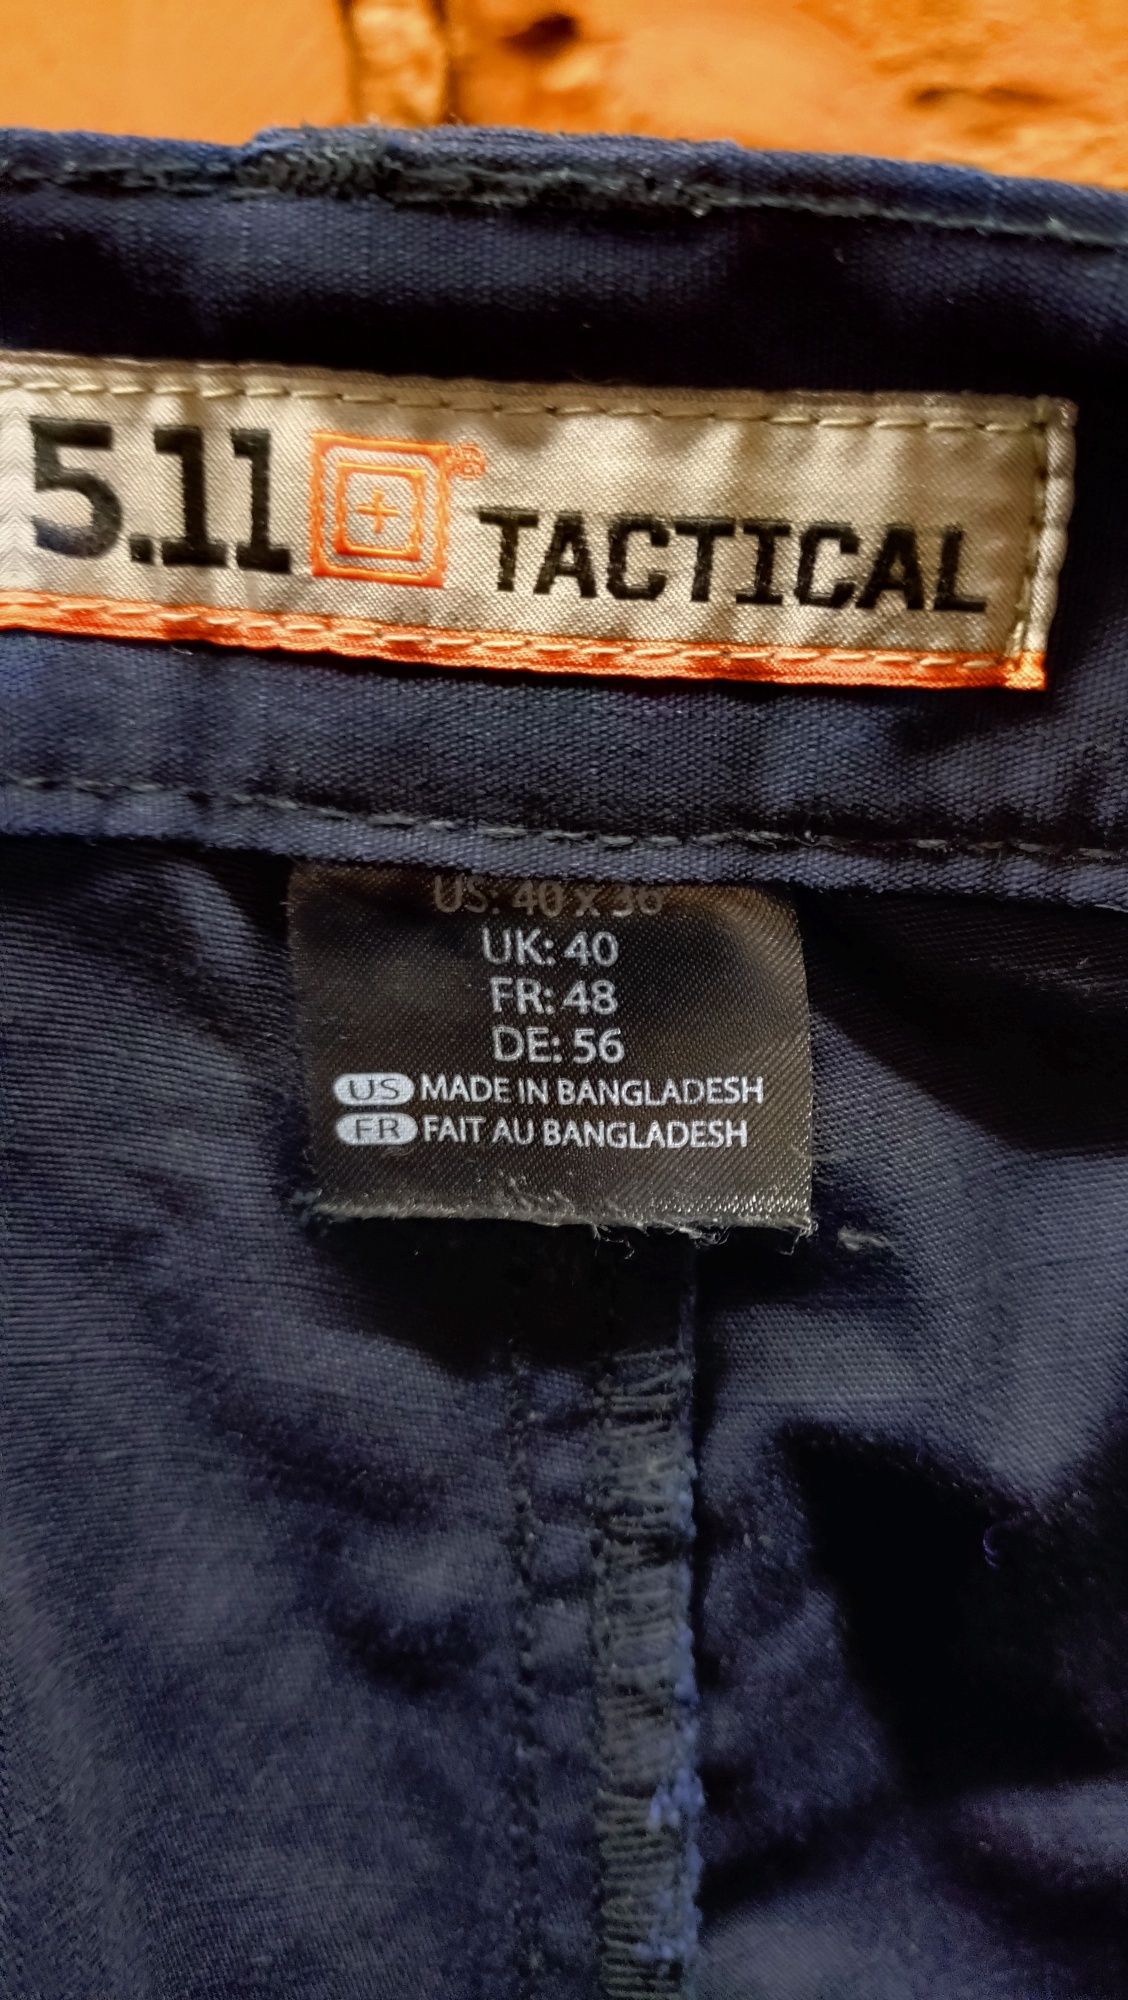 5.11 TACTICAL
US: 40 x 36
UK: 40
FR: 48
DE: 56
US MADE IN BANGLADESH
FR FAIT AU BANGLADESH